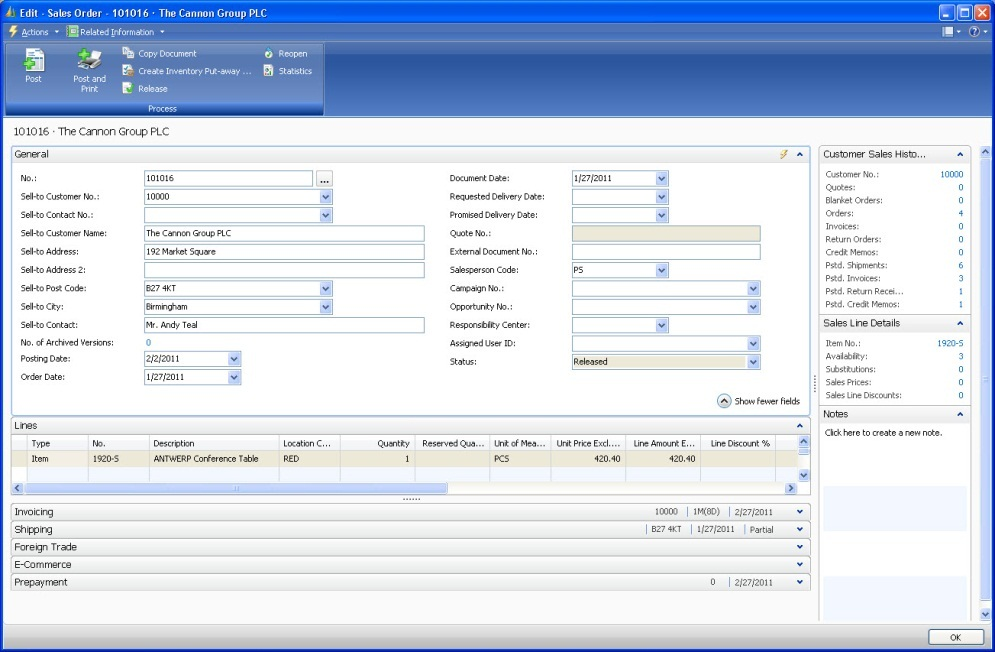 Edit - Sales Order - 101016 · The Cannon Group PLC
Actions Related Information
Post
Post and Print
Copy Document
Create Inventory Put-away ...
Release
Reopen
Statistics
Process
101016 · The Cannon Group PLC
General
No.: 101016 ...
Sell-to Customer No.: 10000
Sell-to Contact No.:
Sell-to Customer Name: The Cannon Group PLC
Sell-to Address: 192 Market Square
Sell-to Address 2:
Sell-to Post Code: B27 4KT
Sell-to City: Birmingham
Sell-to Contact: Mr. Andy Teal
No. of Archived Versions: 0
Posting Date: 2/2/2011
Order Date: 1/27/2011
Document Date: 1/27/2011
Requested Delivery Date:
Promised Delivery Date:
Quote No.:
External Document No.:
Salesperson Code: PS
Campaign No.:
Opportunity No.:
Responsibility Center:
Assigned User ID:
Status: Released
Show fewer fields
Lines
Type No. Description Location C... Quantity Reserved Qua... Unit of Mea... Unit Price Excl.... Line Amount E... Line Discount %
Item 1920-S ANTWERP Conference Table RED 1 PCS 420.40 420.40
Invoicing 10000 | 1M(8D) | 2/27/2011
Shipping | B27 4KT | 1/27/2011 | Partial
Foreign Trade
E-Commerce
Prepayment 0 | 2/27/2011
Customer Sales Histo...
Customer No.: 10000
Quotes: 0
Blanket Orders: 0
Orders: 4
Invoices: 0
Return Orders: 0
Credit Memos: 0
Pstd. Shipments: 6
Pstd. Invoices: 3
Pstd. Return Recei... 1
Pstd. Credit Memos: 1
Sales Line Details
Item No.: 1920-S
Availability: 3
Substitutions: 0
Sales Prices: 0
Sales Line Discounts: 0
Notes
Click here to create a new note.
OK